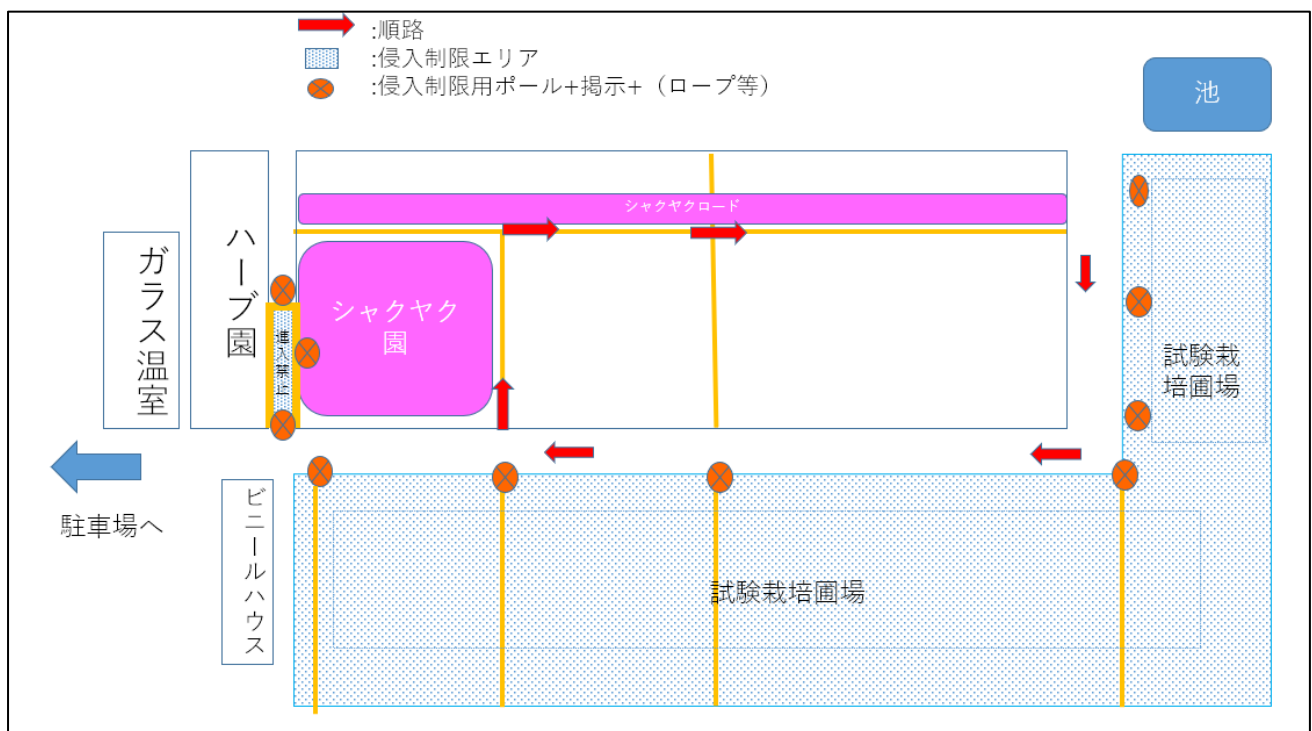 :順路
:侵入制限エリア
:侵入制限用ポール+掲示+（ロープ等）
池
シャクヤクロード
ハーブ園
ガラス温室
シャクヤク
園
進入禁止
試験栽
培圃場
駐車場へ
ビニールハウス
試験栽培圃場